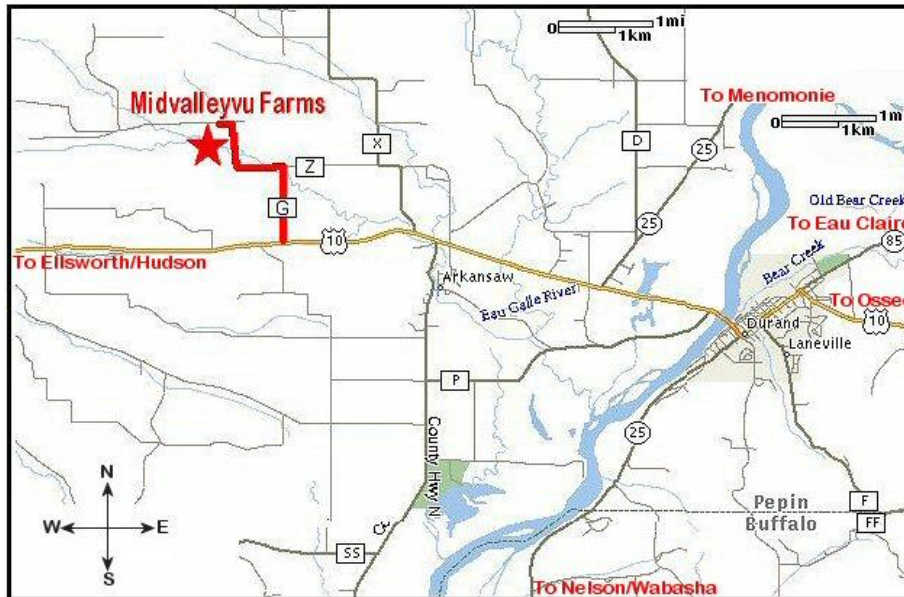 0 1mi
1km
Midvalleyvu Farms
To Menomonie
0 1m
1km
X
D
25
Z
Old Bear Creek
G
25
To Eau Claire
10
85
To Ellsworth/Hudson
Bear Creek
Arkansaw
Eau Galle River
To Osseo
10
Durand
Laneville
P
25
County Hwy N
N
W E
S
Pepin
Buffalo
F
FF
SS
To Nelson/Wabasha